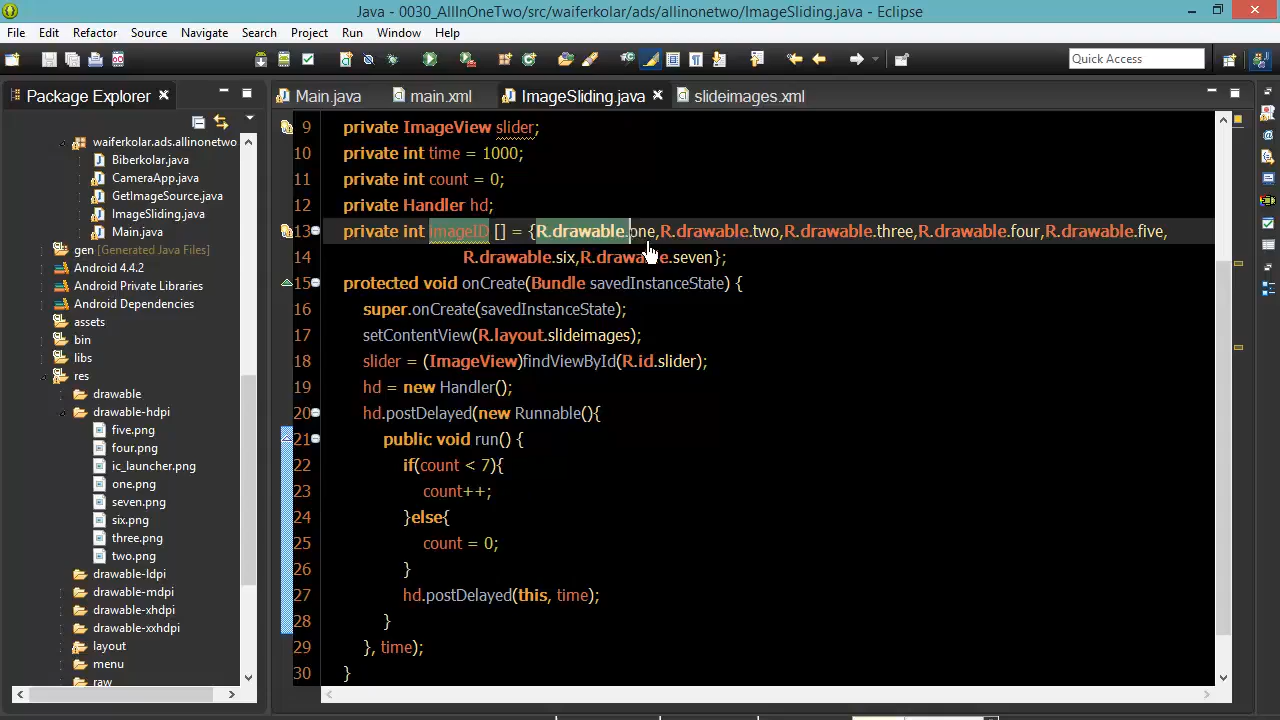 Java - 0030_AllInOneTwo/src/waiferkolar/ads/allinonetwo/ImageSliding.java - Eclipse
File Edit Refactor Source Navigate Search Project Run Window Help
Quick Access
Package Explorer
Main.java main.xml ImageSliding.java slideimages.xml
waiferkolar.ads.allinonetwo
Biberkolar.java
CameraApp.java
GetImageSource.java
ImageSliding.java
Main.java
gen [Generated Java Files]
Android 4.4.2
Android Private Libraries
Android Dependencies
assets
bin
libs
res
drawable
drawable-hdpi
five.png
four.png
ic_launcher.png
one.png
seven.png
six.png
three.png
two.png
drawable-ldpi
drawable-mdpi
drawable-xhdpi
drawable-xxhdpi
layout
menu
raw
9 private ImageView slider;
10 private int time = 1000;
11 private int count = 0;
12 private Handler hd;
13 private int imageID [] = {R.drawable.one,R.drawable.two,R.drawable.three,R.drawable.four,R.drawable.five,
14 R.drawable.six,R.drawable.seven};
15 protected void onCreate(Bundle savedInstanceState) {
16 super.onCreate(savedInstanceState);
17 setContentView(R.layout.slideimages);
18 slider = (ImageView)findViewById(R.id.slider);
19 hd = new Handler();
20 hd.postDelayed(new Runnable(){
21 public void run() {
22 if(count < 7){
23 count++;
24 }else{
25 count = 0;
26 }
27 hd.postDelayed(this, time);
28 }
29 }, time);
30 }